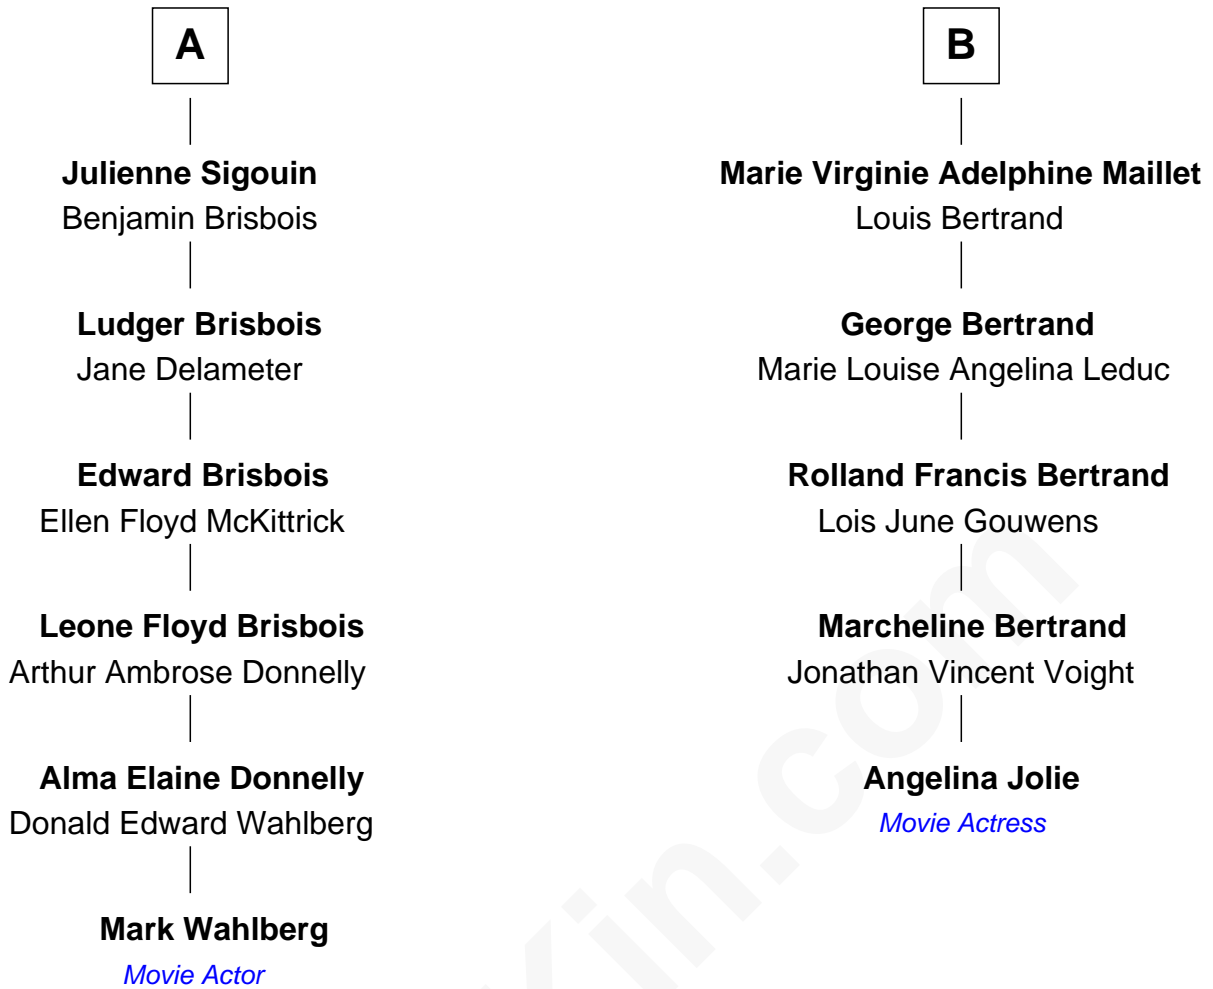 A
Julienne Sigouin
Benjamin Brisbois
Ludger Brisbois
Jane Delameter
Edward Brisbois
Ellen Floyd McKittrick
Leone Floyd Brisbois
Arthur Ambrose Donnelly
Alma Elaine Donnelly
Donald Edward Wahlberg
Mark Wahlberg
Movie Actor
B
Marie Virginie Adelphine Maillet
Louis Bertrand
George Bertrand
Marie Louise Angelina Leduc
Rolland Francis Bertrand
Lois June Gouwens
Marcheline Bertrand
Jonathan Vincent Voight
Angelina Jolie
Movie Actress